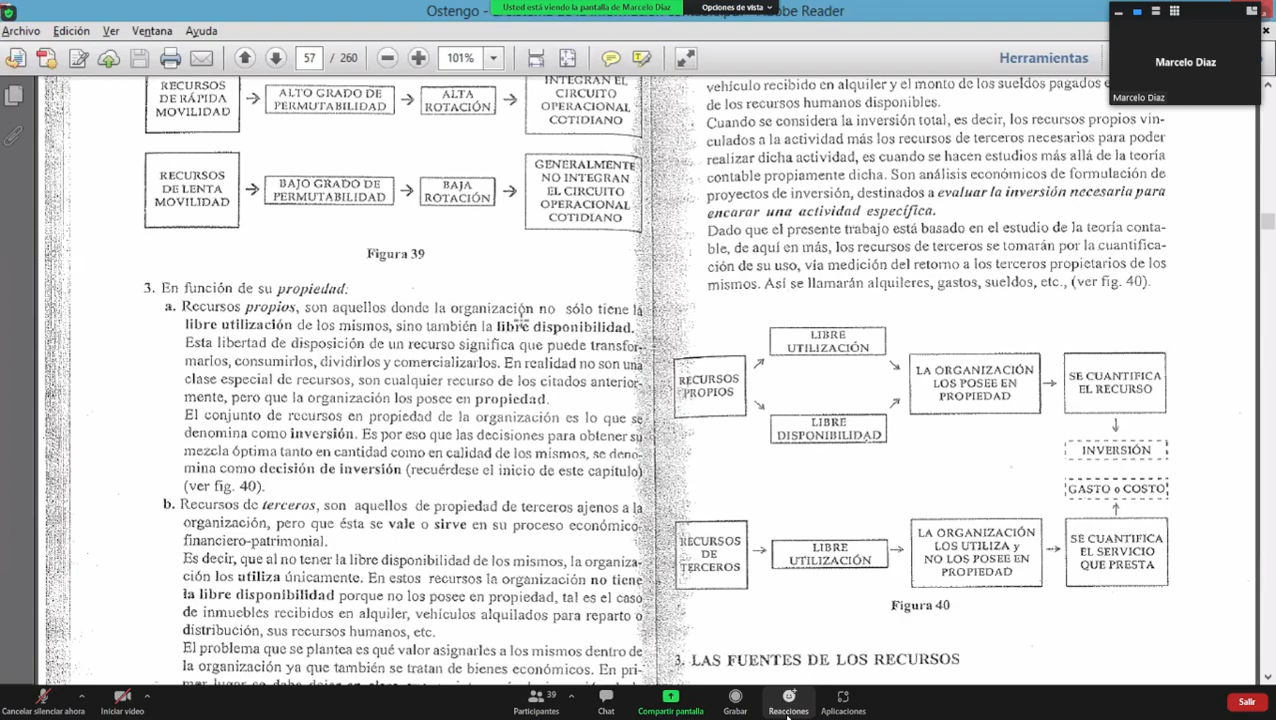 Ostengo
Adobe Reader
Usted está viendo la pantalla de Marcelo Diaz
Opciones de vista
Archivo Edición Ver Ventana Ayuda
57 / 260
101%
Herramientas
Marcelo Diaz
Marcelo Diaz
RECURSOS
DE RÁPIDA
MOVILIDAD
ALTO GRADO DE
PERMUTABILIDAD
ALTA
ROTACIÓN
INTEGRAN EL
CIRCUITO
OPERACIONAL
COTIDIANO
RECURSOS
DE LENTA
MOVILIDAD
BAJO GRADO DE
PERMUTABILIDAD
BAJA
ROTACIÓN
GENERALMENTE
NO INTEGRAN
EL CIRCUITO
OPERACIONAL
COTIDIANO
Figura 39
3. En función de su propiedad:
a. Recursos propios, son aquellos donde la organización no sólo tiene la
libre utilización de los mismos, sino también la libre disponibilidad.
Esta libertad de disposición de un recurso significa que puede transfor-
marlos, consumirlos, dividirlos y comercializarlos. En realidad no son una
clase especial de recursos, son cualquier recurso de los citados anterior-
mente, pero que la organización los posee en propiedad.
El conjunto de recursos en propiedad de la organización es lo que se
denomina como inversión. Es por eso que las decisiones para obtener su
mezcla óptima tanto en cantidad como en calidad de los mismos, se deno-
mina como decisión de inversión (recuérdese el inicio de este capítulo)
(ver fig. 40).
b. Recursos de terceros, son aquellos de propiedad de terceros ajenos a la
organización, pero que ésta se vale o sirve en su proceso económico
financiero-patrimonial.
Es decir, que al no tener la libre disponibilidad de los mismos, la organiza-
ción los utiliza únicamente. En estos recursos la organización no tiene
la libre disponibilidad porque no los posee en propiedad, tal es el caso
de inmuebles recibidos en alquiler, vehículos alquilados para reparto o
distribución, sus recursos humanos, etc.
El problema que se plantea es qué valor asignarles a los mismos dentro de
la organización ya que también se tratan de bienes económicos. En pri-
vehículo recibido en alquiler y el monto de los sueldos pagados
de los recursos humanos disponibles.
Cuando se considera la inversión total, es decir, los recursos propios vin-
culados a la actividad más los recursos de terceros necesarios para poder
realizar dicha actividad, es cuando se hacen estudios más allá de la teoría
contable propiamente dicha. Son análisis económicos de formulación de
proyectos de inversión, destinados a evaluar la inversión necesaria para
encarar una actividad específica.
Dado que el presente trabajo está basado en el estudio de la teoría conta-
ble, de aquí en más, los recursos de terceros se tomarán por la cuantifica-
ción de su uso, vía medición del retorno a los terceros propietarios de los
mismos. Así se llamarán alquileres, gastos, sueldos, etc., (ver fig. 40).
RECURSOS
PROPIOS
LIBRE
UTILIZACIÓN
LIBRE
DISPONIBILIDAD
LA ORGANIZACIÓN
LOS POSEE EN
PROPIEDAD
SE CUANTIFICA
EL RECURSO
INVERSIÓN
GASTO o COSTO
RECURSOS
DE
TERCEROS
LIBRE
UTILIZACIÓN
LA ORGANIZACIÓN
LOS UTILIZA y
NO LOS POSEE EN
PROPIEDAD
SE CUANTIFICA
EL SERVICIO
QUE PRESTA
Figura 40
3. LAS FUENTES DE LOS RECURSOS
Cancelar silenciar ahora
Iniciar video
39
Participantes
Chat
Compartir pantalla
Grabar
Reacciones
Aplicaciones
Salir